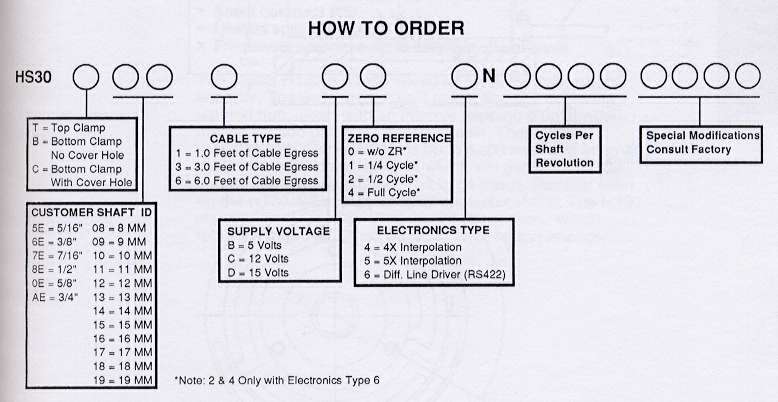 HOW TO ORDER
HS30 N
T = Top Clamp
B = Bottom Clamp
No Cover Hole
C = Bottom Clamp
With Cover Hole
CUSTOMER SHAFT ID
5E = 5/16" 08 = 8 MM
6E = 3/8" 09 = 9 MM
7E = 7/16" 10 = 10 MM
8E = 1/2" 11 = 11 MM
0E = 5/8" 12 = 12 MM
AE = 3/4" 13 = 13 MM
14 = 14 MM
15 = 15 MM
16 = 16 MM
17 = 17 MM
18 = 18 MM
19 = 19 MM
CABLE TYPE
1 = 1.0 Feet of Cable Egress
3 = 3.0 Feet of Cable Egress
6 = 6.0 Feet of Cable Egress
SUPPLY VOLTAGE
B = 5 Volts
C = 12 Volts
D = 15 Volts
ZERO REFERENCE
0 = w/o ZR*
1 = 1/4 Cycle*
2 = 1/2 Cycle*
4 = Full Cycle*
ELECTRONICS TYPE
4 = 4X Interpolation
5 = 5X Interpolation
6 = Diff. Line Driver (RS422)
Cycles Per
Shaft
Revolution
Special Modifications
Consult Factory
*Note: 2 & 4 Only with Electronics Type 6